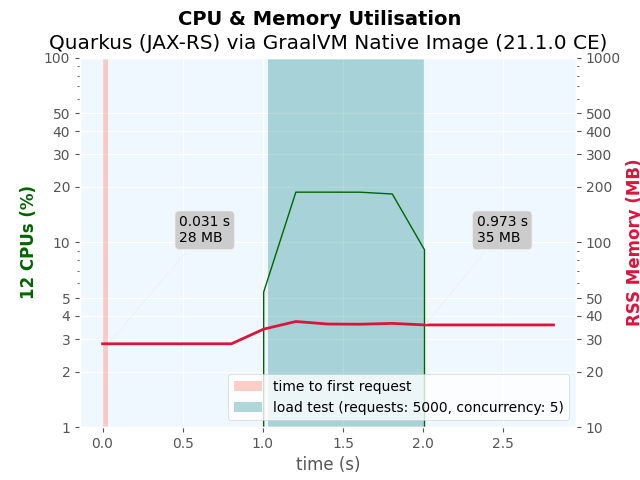 CPU & Memory Utilisation
Quarkus (JAX-RS) via GraalVM Native Image (21.1.0 CE)
100
50
40
30
20
10
5
4
3
2
1
12 CPUs (%)
1000
500
400
300
200
100
50
40
30
20
10
RSS Memory (MB)
0.031 s
28 MB
0.973 s
35 MB
time to first request
load test (requests: 5000, concurrency: 5)
0.0 0.5 1.0 1.5 2.0 2.5
time (s)